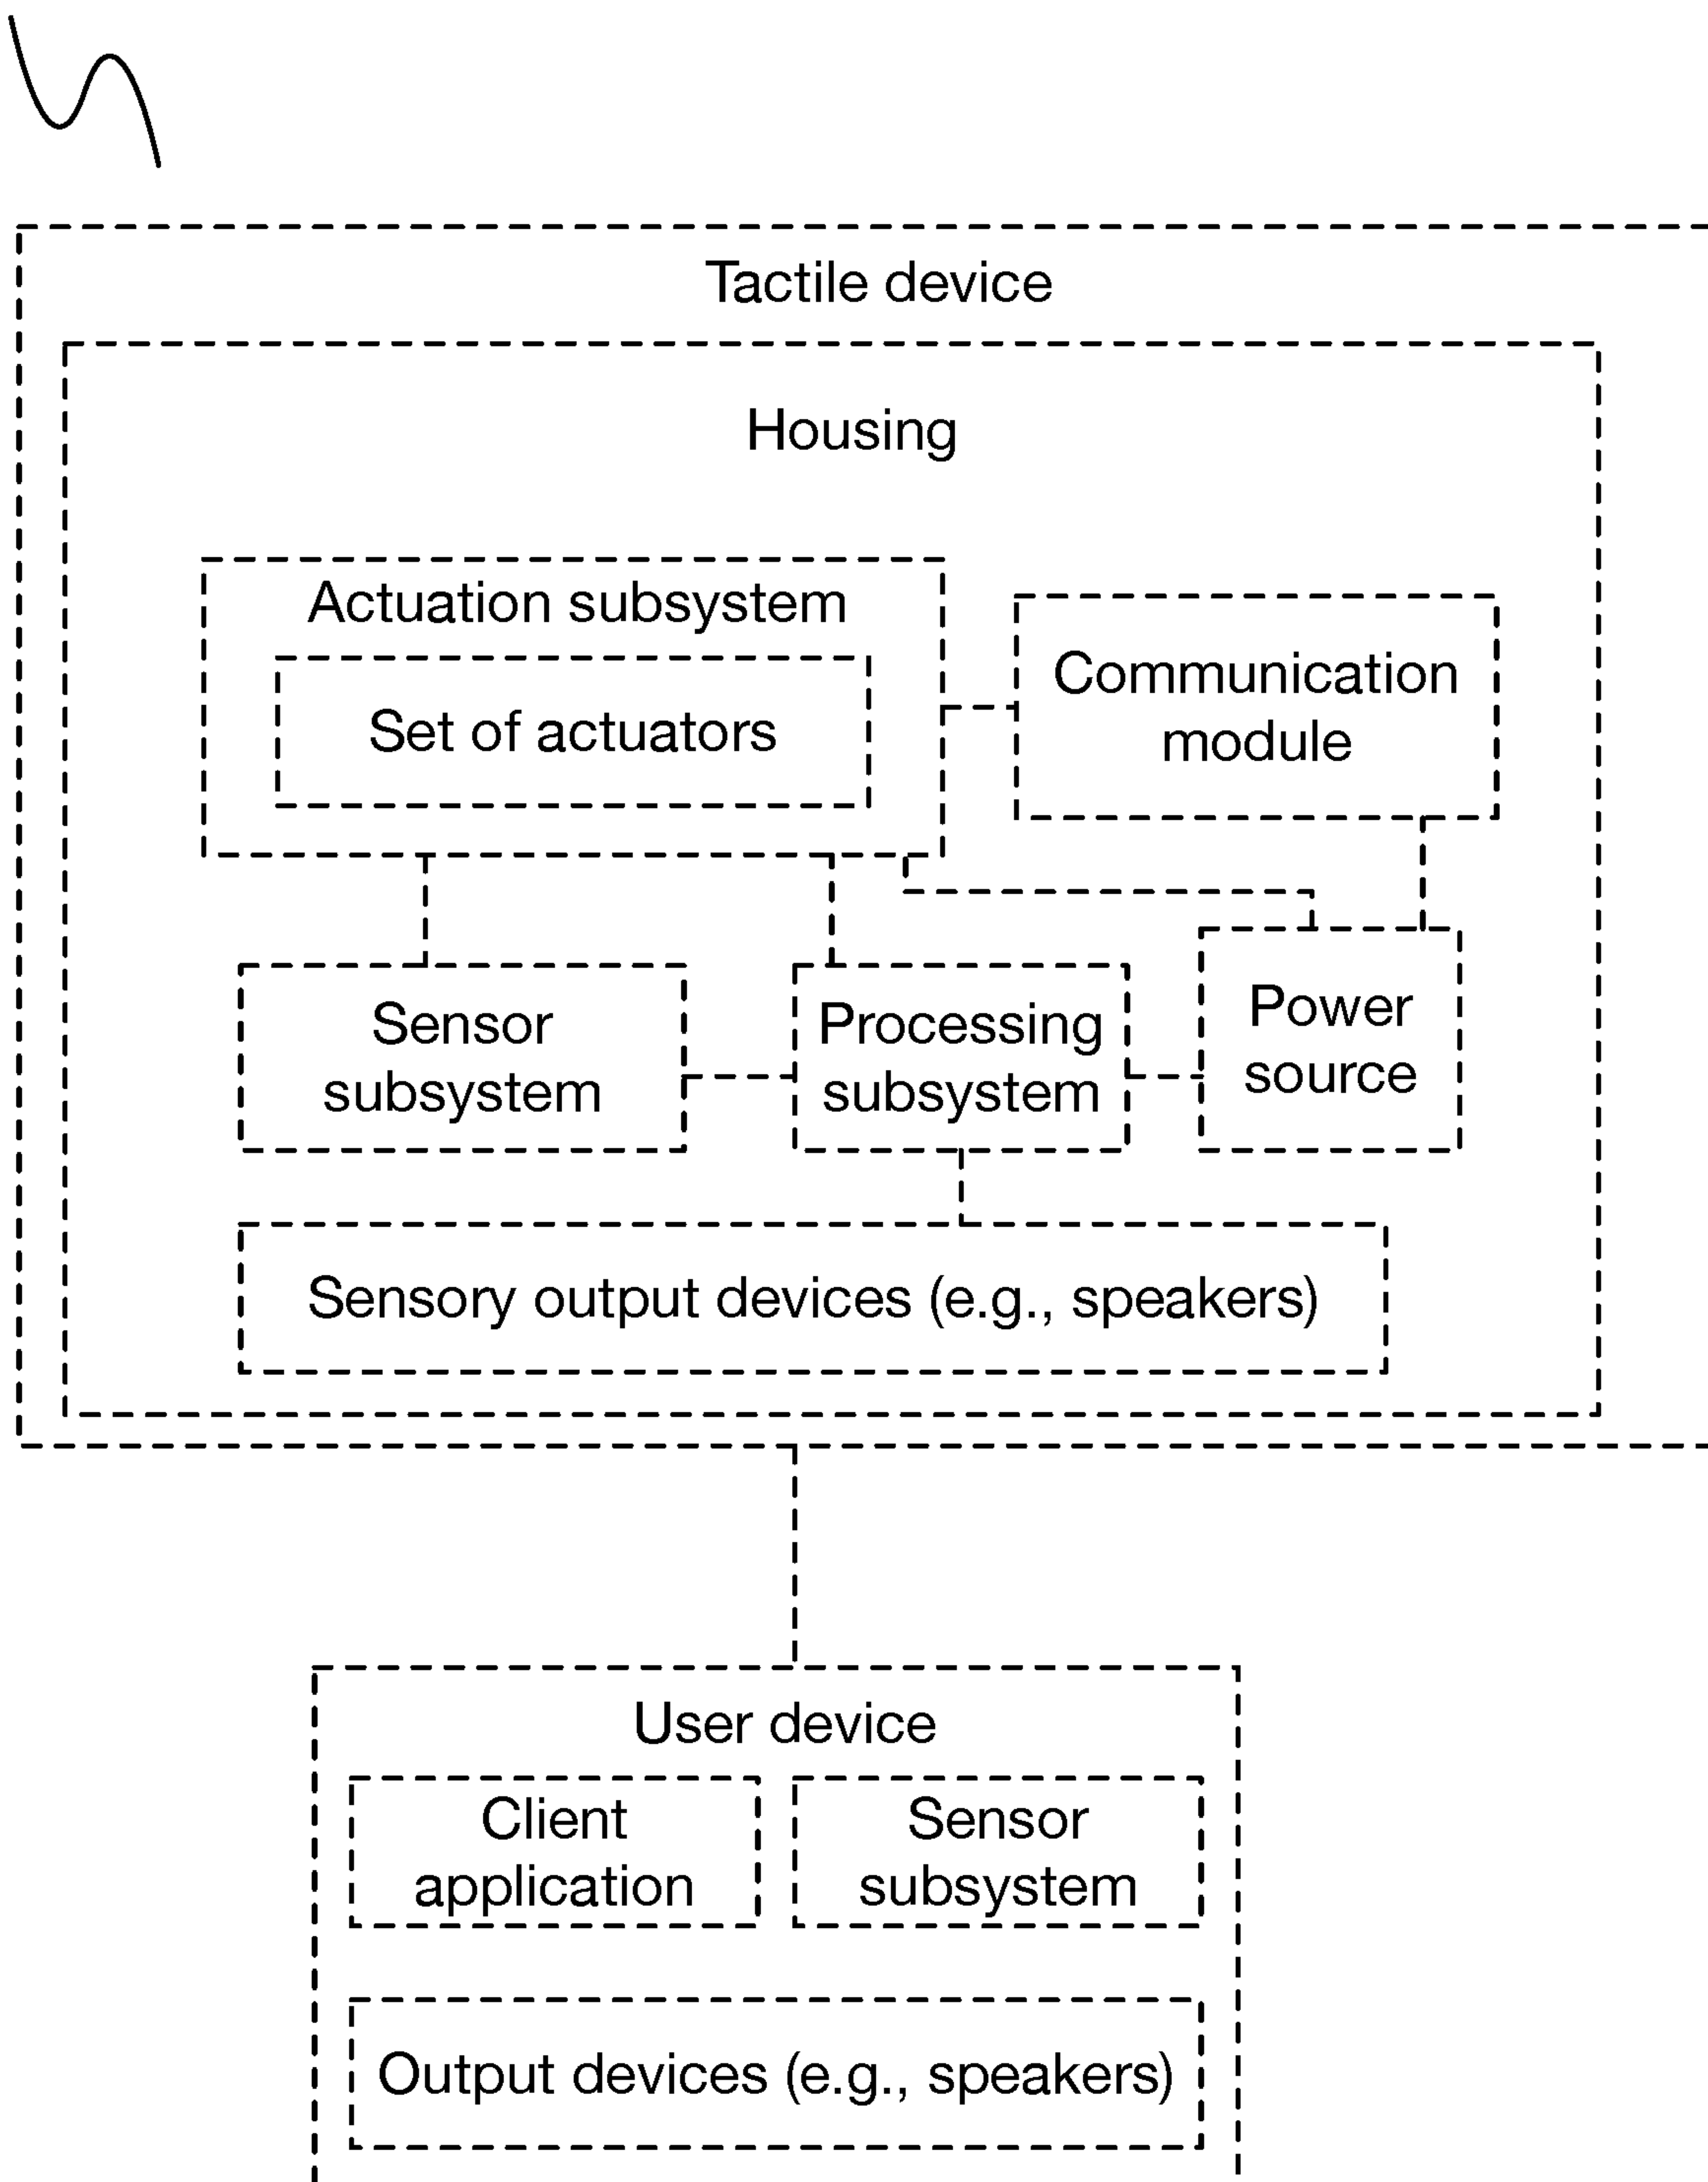 Tactile device
Housing
Actuation subsystem
Set of actuators
Communication
module
Sensor
subsystem
Processing
subsystem
Power
source
Sensory output devices (e.g., speakers)
User device
Client
application
Sensor
subsystem
Output devices (e.g., speakers)